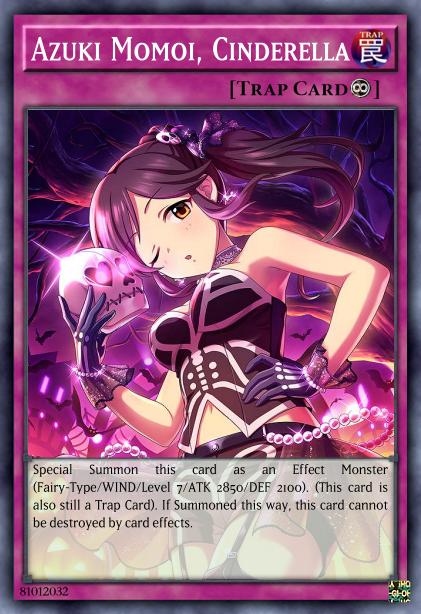 Azuki Momoi, Cinderella
TRAP
罠
[Trap Card]
Special Summon this card as an Effect Monster
(Fairy-Type/WIND/Level 7/ATK 2850/DEF 2100). (This card is
also still a Trap Card). If Summoned this way, this card cannot
be destroyed by card effects.
81012032